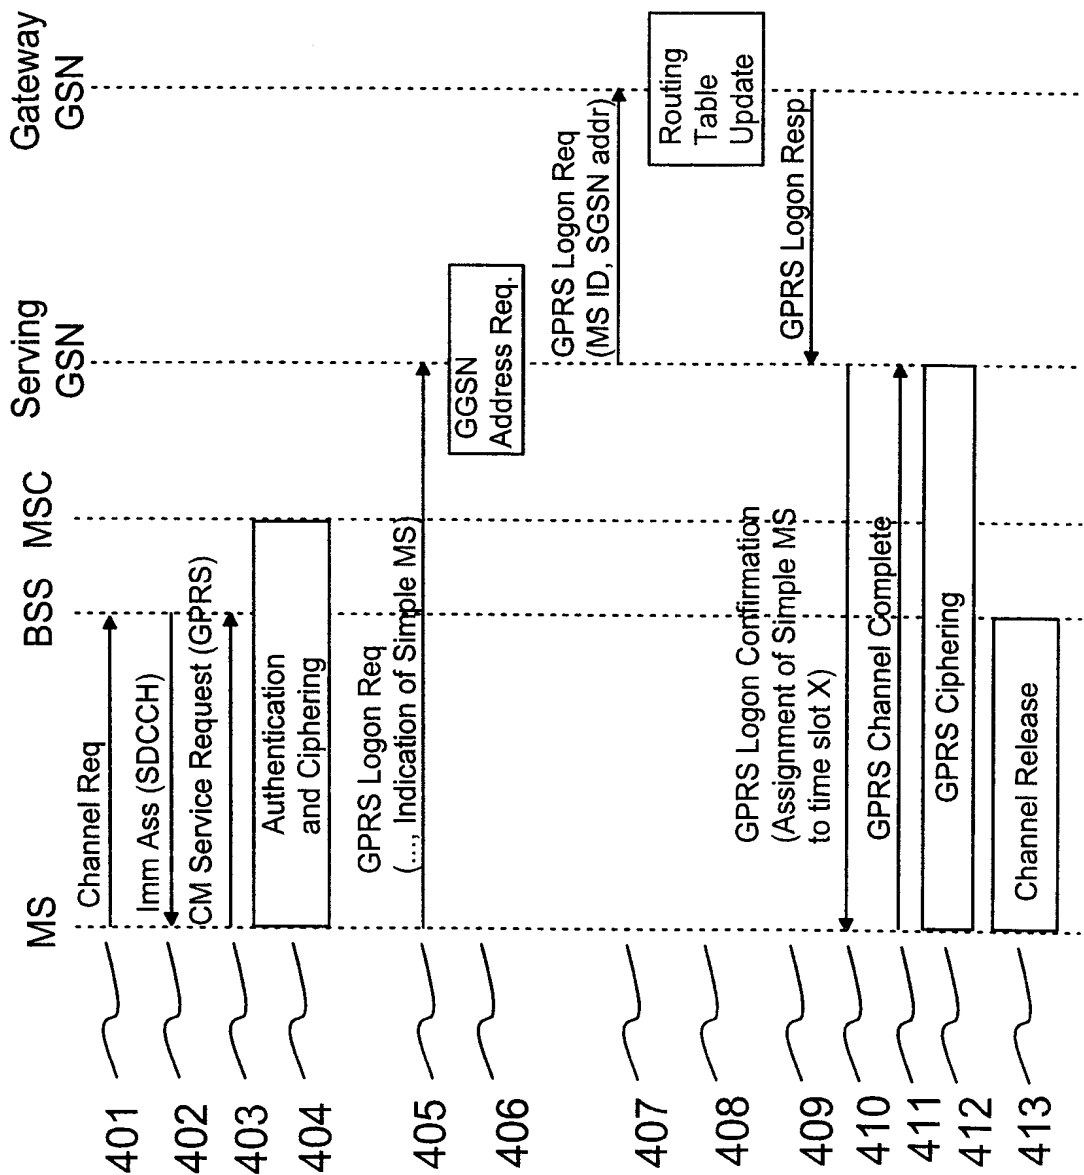 MS
BSS
MSC
Serving
GSN
Gateway
GSN
401
Channel Req
402
Imm Ass (SDCCH)
403
CM Service Request (GPRS)
404
Authentication
and Ciphering
405
GPRS Logon Req
(..., Indication of Simple MS)
406
GGSN
Address Req.
407
GPRS Logon Req
(MS ID, SGSN addr)
408
Routing
Table
Update
409
GPRS Logon Resp
410
GPRS Logon Confirmation
(Assignment of Simple MS
to time slot X)
411
GPRS Channel Complete
412
GPRS Ciphering
413
Channel Release